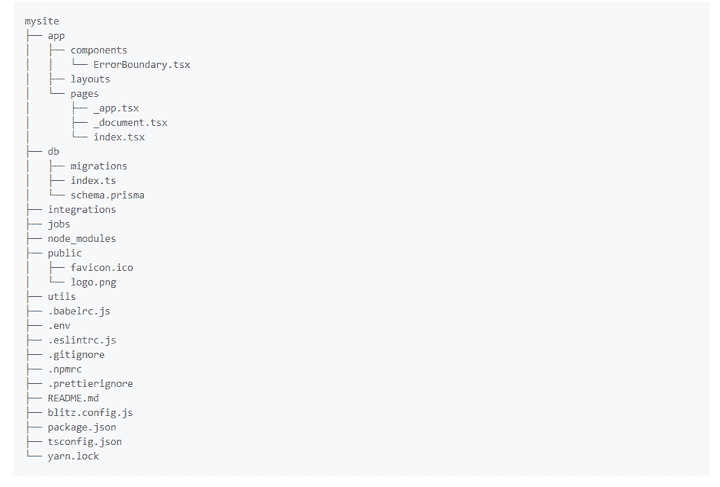 mysite
├── app
│   ├── components
│   │   └── ErrorBoundary.tsx
│   ├── layouts
│   └── pages
│       ├── _app.tsx
│       ├── _document.tsx
│       └── index.tsx
├── db
│   ├── migrations
│   ├── index.ts
│   └── schema.prisma
├── integrations
├── jobs
├── node_modules
├── public
│   ├── favicon.ico
│   └── logo.png
├── utils
├── .babelrc.js
├── .env
├── .eslintrc.js
├── .gitignore
├── .npmrc
├── .prettierignore
├── README.md
├── blitz.config.js
├── package.json
├── tsconfig.json
└── yarn.lock